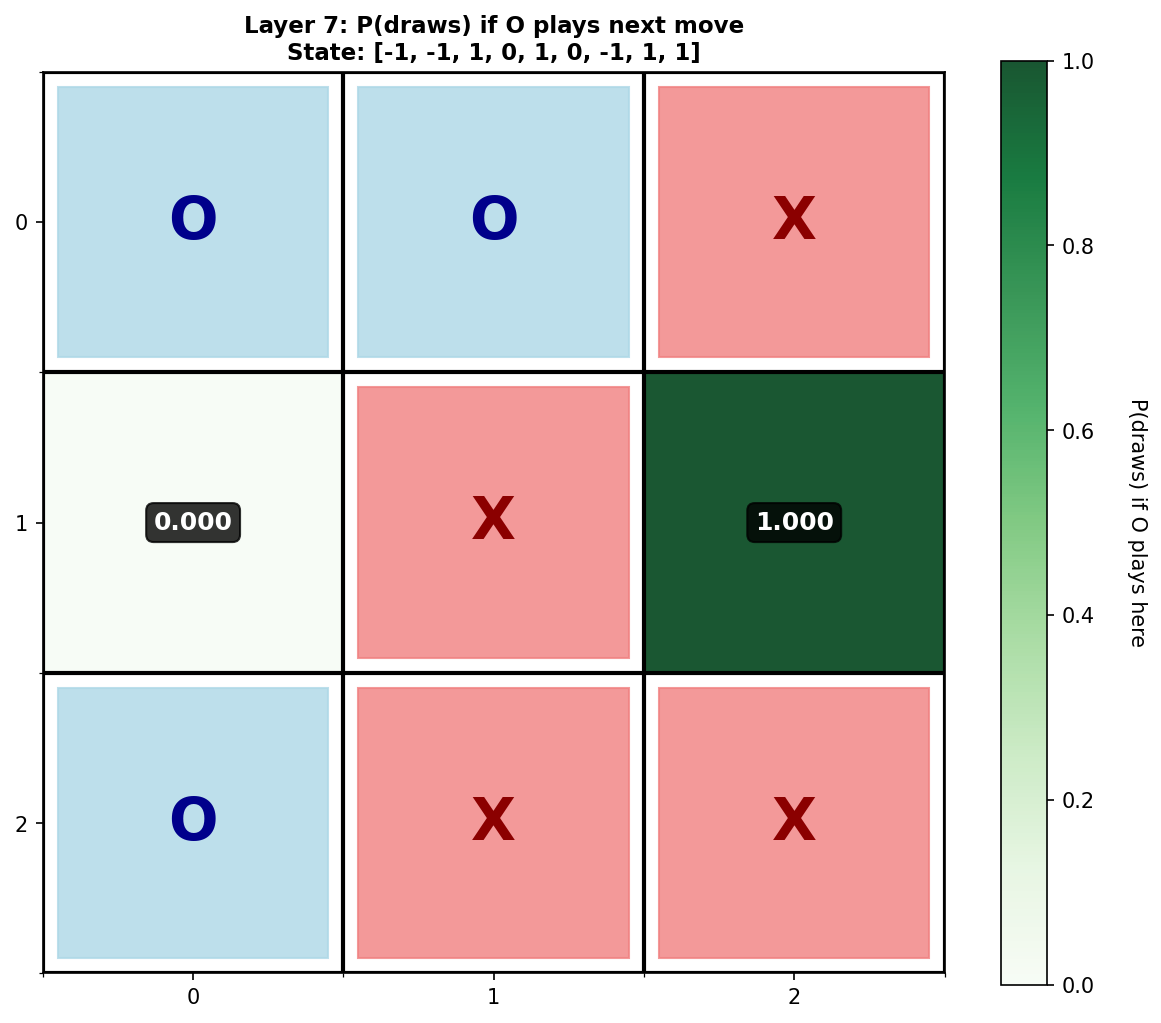 Layer 7: P(draws) if O plays next move
State: [-1, -1, 1, 0, 1, 0, -1, 1, 1]
1.0
0
O
O
X
0.8
0.6
1
0.000
X
1.000
P(draws) if O plays here
0.4
0.2
2
O
X
X
0.0
0
1
2